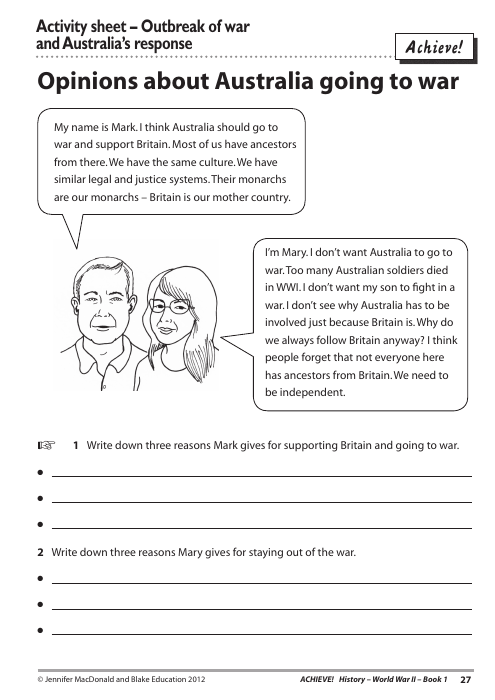 Activity sheet – Outbreak of war
and Australia's response
Achieve!
Opinions about Australia going to war
My name is Mark. I think Australia should go to
war and support Britain. Most of us have ancestors
from there. We have the same culture. We have
similar legal and justice systems. Their monarchs
are our monarchs – Britain is our mother country.
I'm Mary. I don't want Australia to go to
war. Too many Australian soldiers died
in WWI. I don't want my son to fight in a
war. I don't see why Australia has to be
involved just because Britain is. Why do
we always follow Britain anyway? I think
people forget that not everyone here
has ancestors from Britain. We need to
be independent.
1 Write down three reasons Mark gives for supporting Britain and going to war.
2 Write down three reasons Mary gives for staying out of the war.
© Jennifer MacDonald and Blake Education 2012
ACHIEVE! History – World War II – Book 1 27